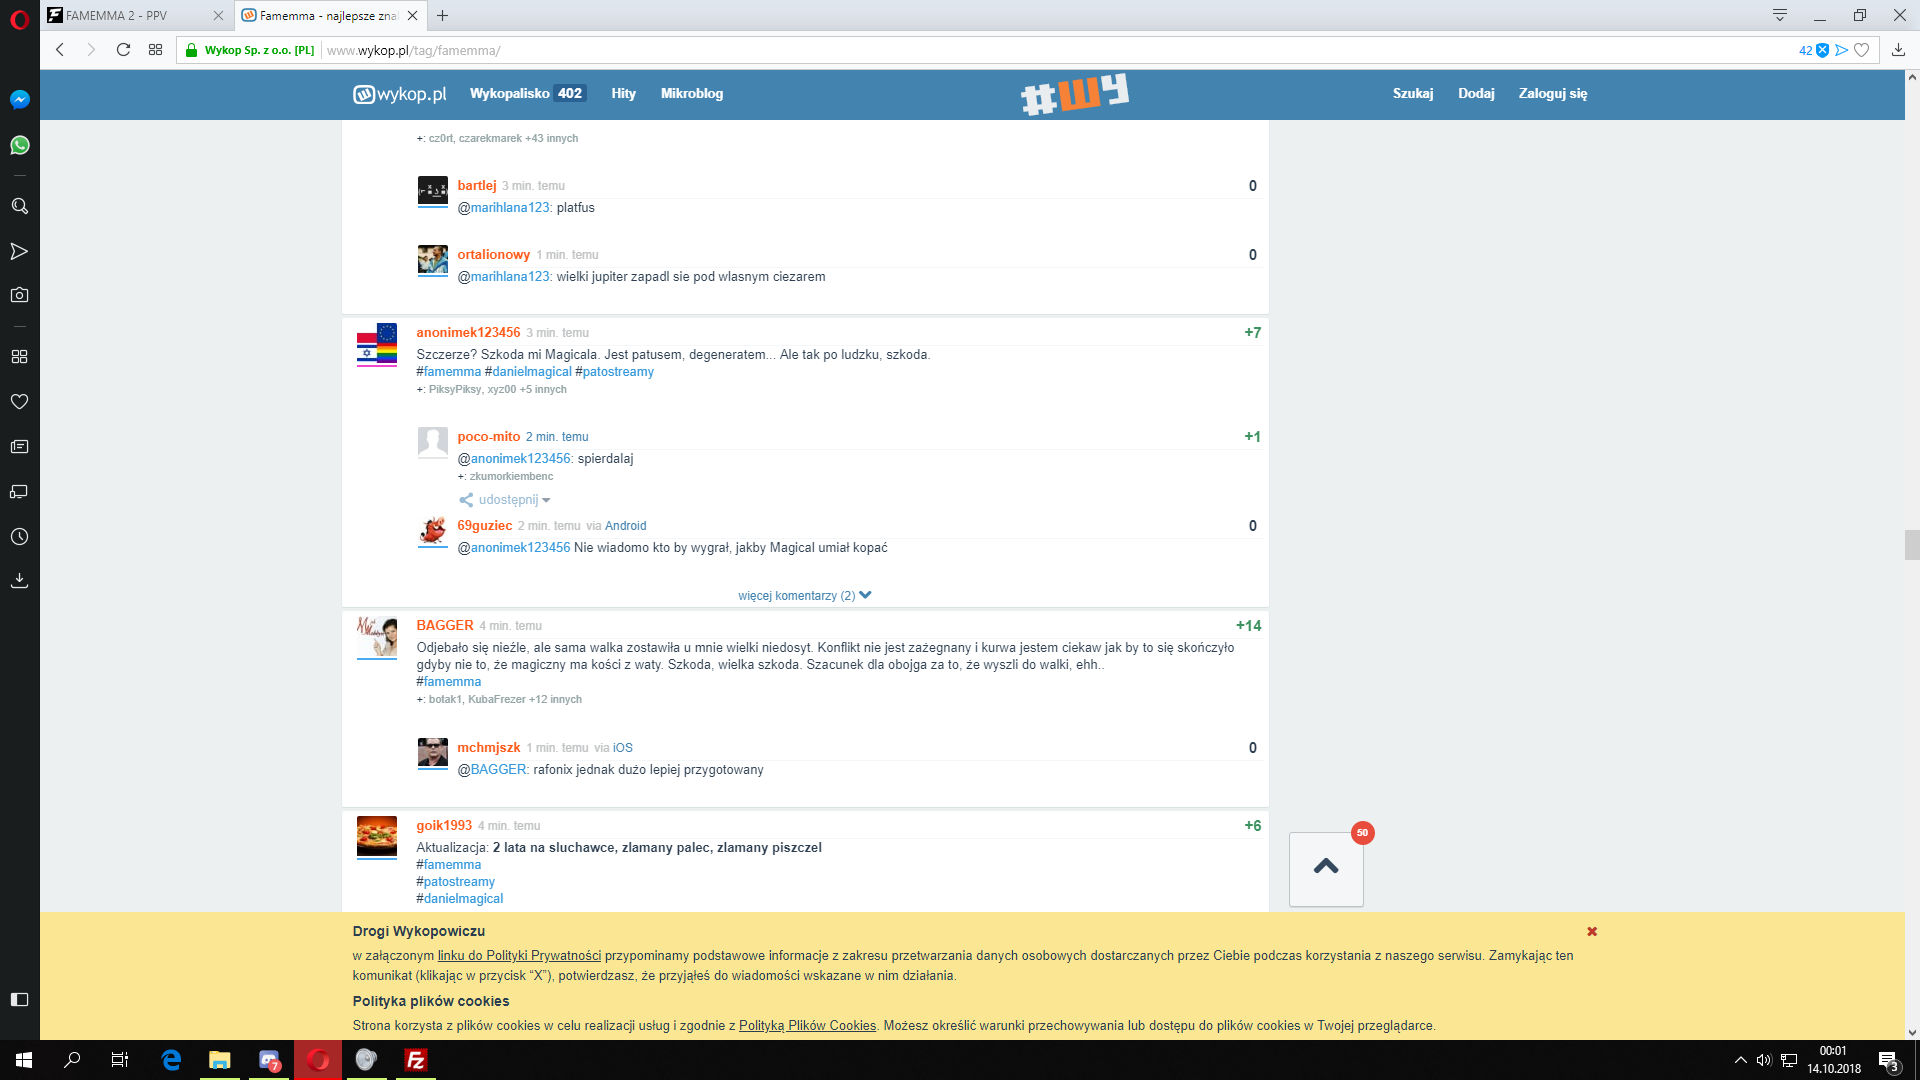 FAMEMMA 2 - PPV
Famemma - najlepsze zna
Wykop Sp. z o.o. [PL]
www.wykop.pl/tag/famemma/
42
wykop.pl
Wykopalisko 402
Hity
Mikroblog
Szukaj
Dodaj
Zaloguj się
+: cz0rt, czarekmarek +43 innych
bartlej 3 min. temu
0
@marihlana123: platfus
ortalionowy 1 min. temu
0
@marihlana123: wielki jupiter zapadl sie pod wlasnym ciezarem
anonimek123456 3 min. temu
+7
Szczerze? Szkoda mi Magicala. Jest patusem, degeneratem... Ale tak po ludzku, szkoda.
#famemma #danielmagical #patostreamy
+: PiksyPiksy, xyz00 +5 innych
poco-mito 2 min. temu
+1
@anonimek123456: spierdalaj
+: zkumorkiembenc
udostępnij
69guziec 2 min. temu via Android
0
@anonimek123456 Nie wiadomo kto by wygrał, jakby Magical umiał kopać
więcej komentarzy (2)
BAGGER 4 min. temu
+14
Odjebało się nieźle, ale sama walka zostawiła u mnie wielki niedosyt. Konflikt nie jest zażegnany i kurwa jestem ciekaw jak by to się skończyło
gdyby nie to, że magiczny ma kości z waty. Szkoda, wielka szkoda. Szacunek dla obojga za to, że wyszli do walki, ehh..
#famemma
+: botak1, KubaFrezer +12 innych
mchmjszk 1 min. temu via iOS
0
@BAGGER: rafonix jednak dużo lepiej przygotowany
goik1993 4 min. temu
+6
Aktualizacja: 2 lata na sluchawce, zlamany palec, zlamany piszczel
#famemma
#patostreamy
#danielmagical
50
Drogi Wykopowiczu
w załączonym linku do Polityki Prywatności przypominamy podstawowe informacje z zakresu przetwarzania danych osobowych dostarczanych przez Ciebie podczas korzystania z naszego serwisu. Zamykając ten
komunikat (klikając w przycisk “X”), potwierdzasz, że przyjąłeś do wiadomości wskazane w nim działania.
Polityka plików cookies
Strona korzysta z plików cookies w celu realizacji usług i zgodnie z Polityką Plików Cookies. Możesz określić warunki przechowywania lub dostępu do plików cookies w Twojej przeglądarce.
7
00:01
14.10.2018
3